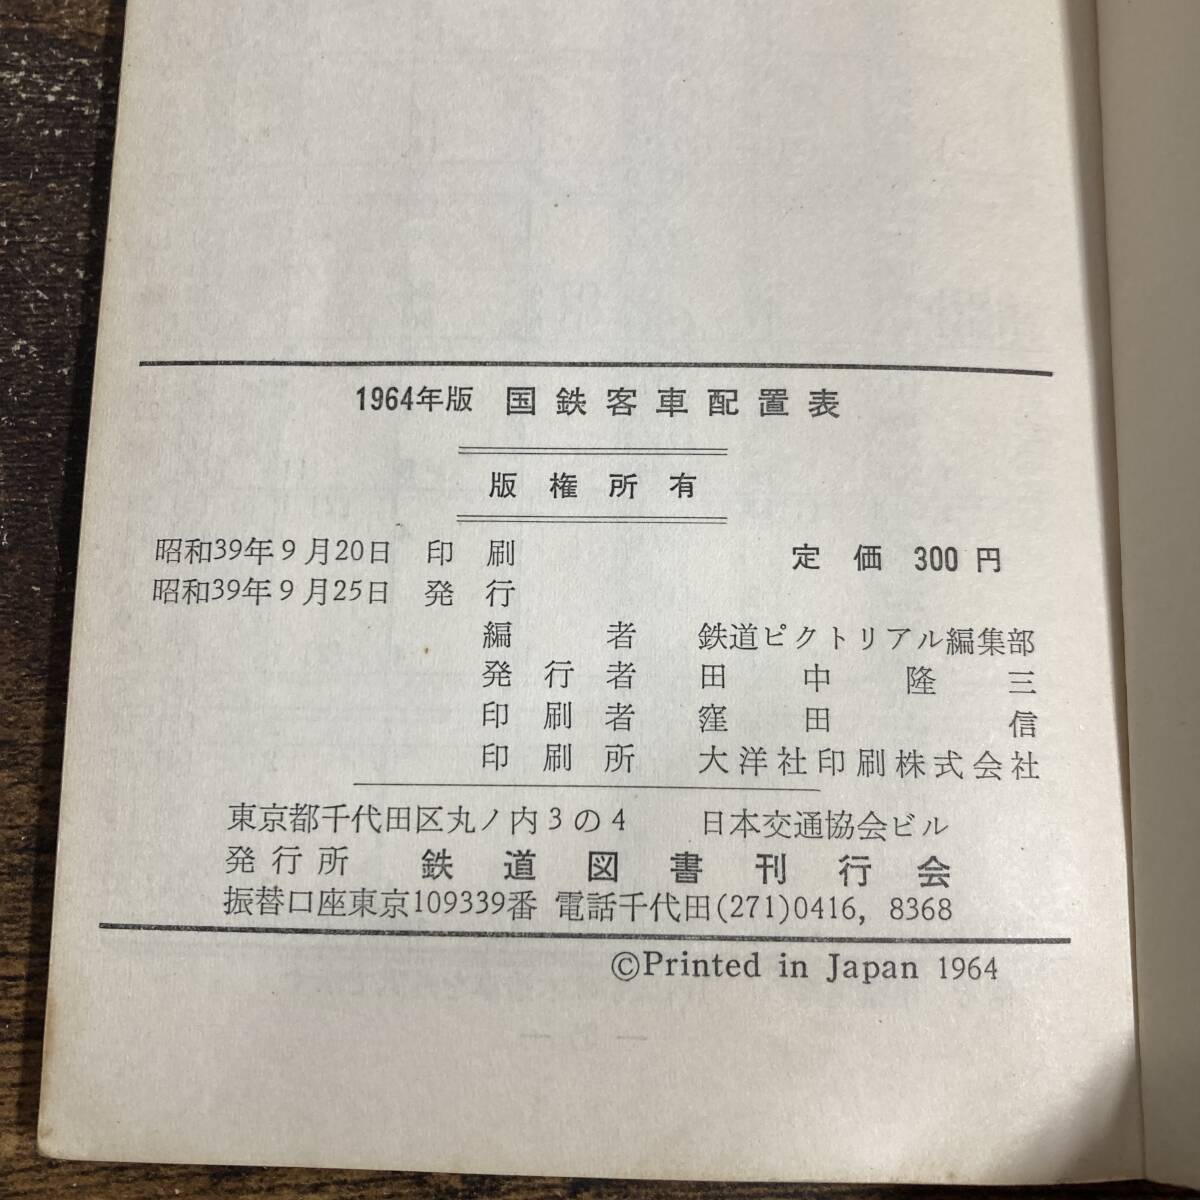 1964年版 国鉄客車配置表
版権所有
昭和39年9月20日 印刷 定価 300円
昭和39年9月25日 発行
編者 鉄道ピクトリアル編集部
発行者 田中隆三
印刷者 窪田信
印刷所 大洋社印刷株式会社
東京都千代田区丸ノ内3の4 日本交通協会ビル
発行所 鉄道図書刊行会
振替口座東京109339番 電話千代田(271)0416, 8368
©Printed in Japan 1964